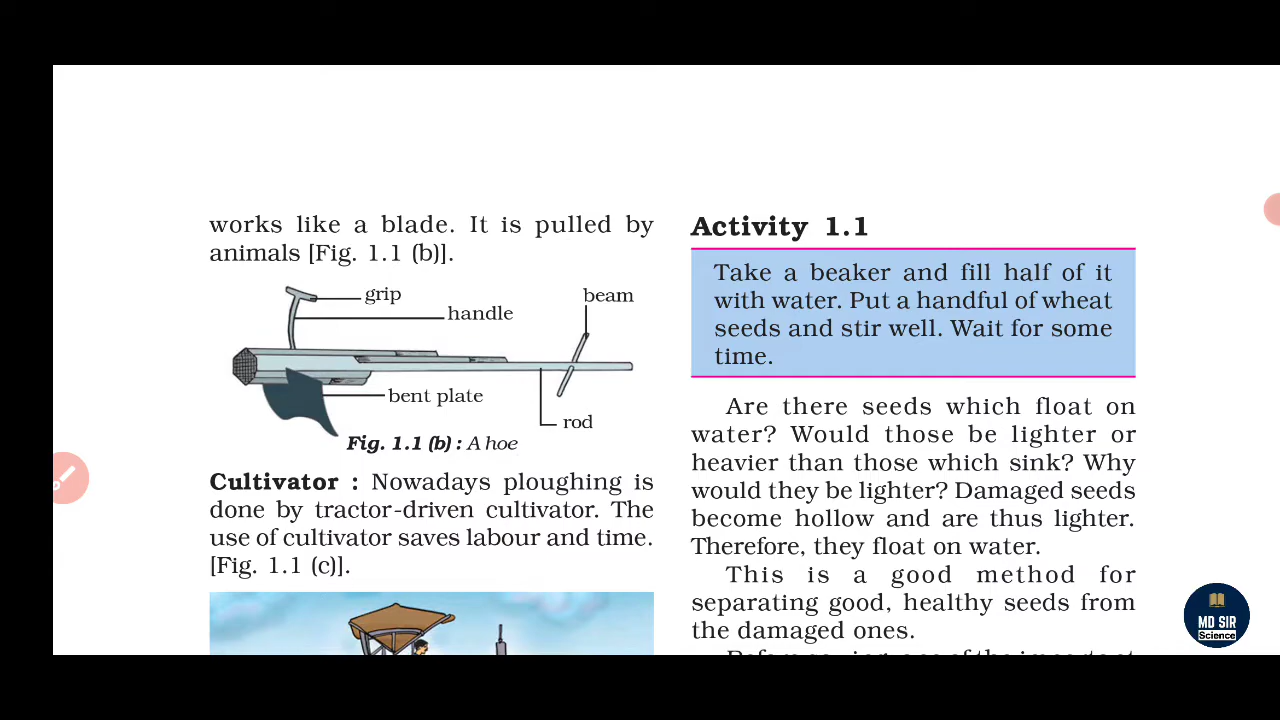 works like a blade. It is pulled by
animals [Fig. 1.1 (b)].
grip
beam
handle
bent plate
rod
Fig. 1.1 (b) : A hoe
Cultivator : Nowadays ploughing is
done by tractor-driven cultivator. The
use of cultivator saves labour and time.
[Fig. 1.1 (c)].
Activity 1.1
Take a beaker and fill half of it
with water. Put a handful of wheat
seeds and stir well. Wait for some
time.
Are there seeds which float on
water? Would those be lighter or
heavier than those which sink? Why
would they be lighter? Damaged seeds
become hollow and are thus lighter.
Therefore, they float on water.
This is a good method for
separating good, healthy seeds from
the damaged ones.
MD SIR
Science